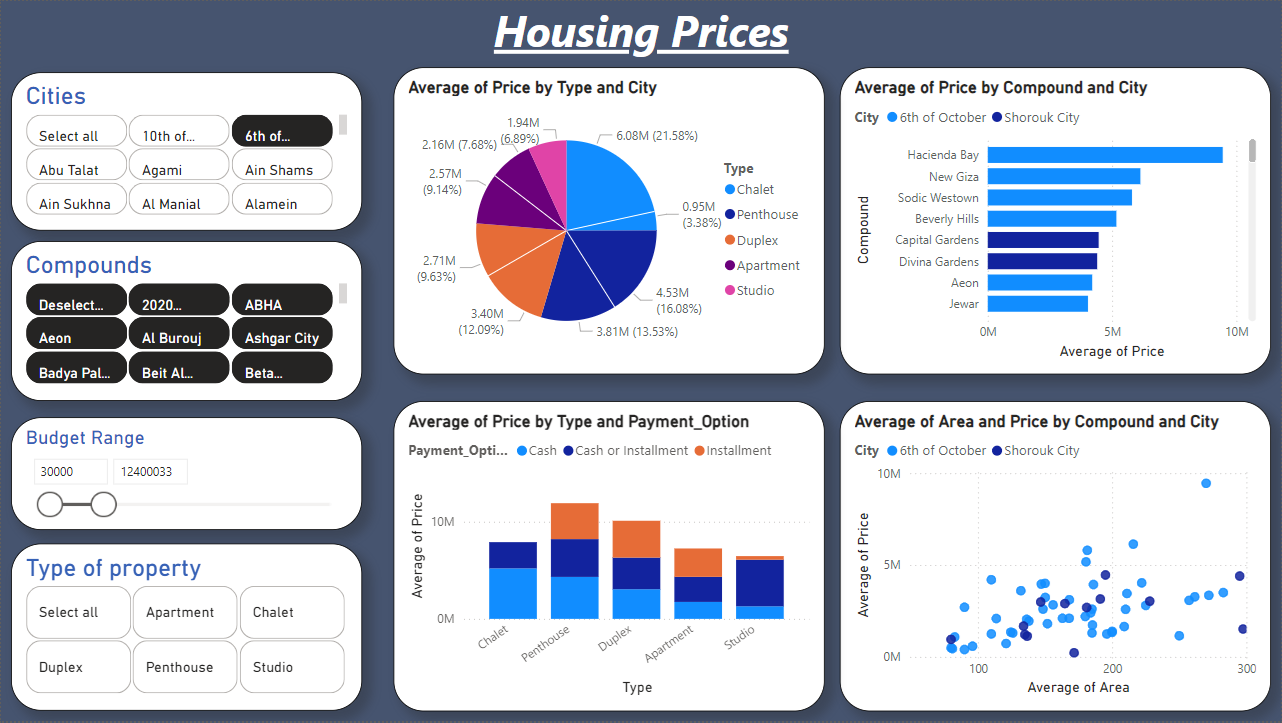 Housing Prices
Cities
Select all
10th of...
6th of...
Abu Talat
Agami
Ain Shams
Ain Sukhna
Al Manial
Alamein
Compounds
Deselect...
2020...
ABHA
Aeon
Al Burouj
Ashgar City
Badya Pal...
Beit Al...
Beta...
Budget Range
30000
12400033
Type of property
Select all
Apartment
Chalet
Duplex
Penthouse
Studio
Average of Price by Type and City
1.94M
(6.89%)
6.08M (21.58%)
2.16M (7.68%)
2.57M
(9.14%)
0.95M
(3.38%)
2.71M
(9.63%)
4.53M
(16.08%)
3.40M
(12.09%)
3.81M (13.53%)
Type
Chalet
Penthouse
Duplex
Apartment
Studio
Average of Price by Compound and City
City
6th of October
Shorouk City
Compound
Hacienda Bay
New Giza
Sodic Westown
Beverly Hills
Capital Gardens
Divina Gardens
Aeon
Jewar
0M
5M
10M
Average of Price
Average of Price by Type and Payment_Option
Payment_Opti...
Cash
Cash or Installment
Installment
Average of Price
10M
0M
Chalet
Penthouse
Duplex
Apartment
Studio
Type
Average of Area and Price by Compound and City
City
6th of October
Shorouk City
Average of Price
10M
5M
0M
100
200
300
Average of Area